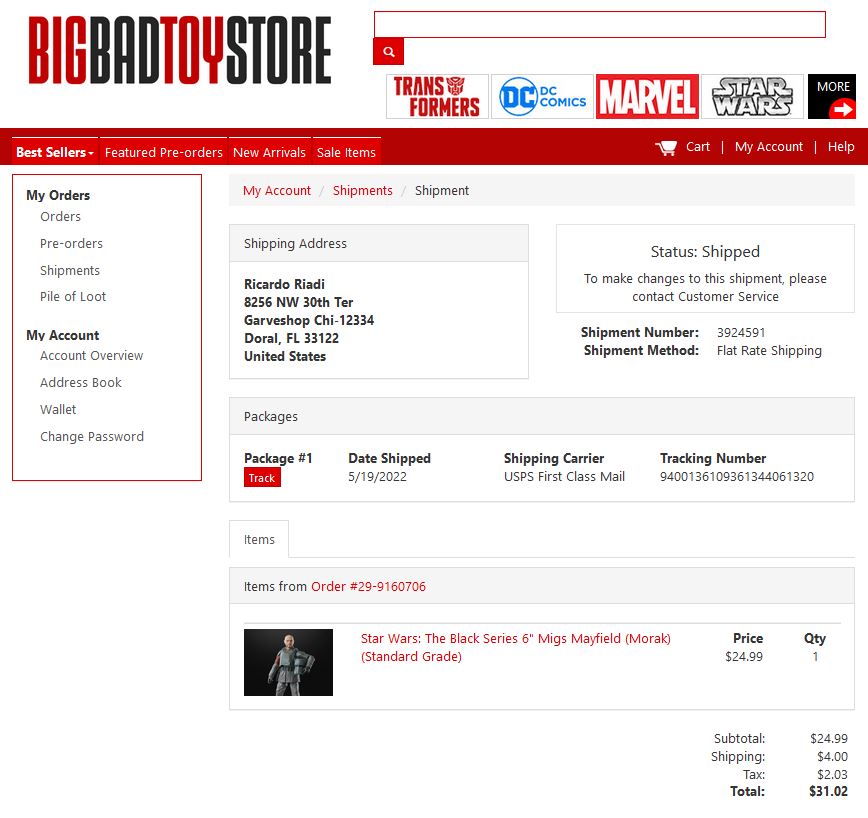 BIGBADTOYSTORE
TRANSFORMERS
DC DC COMICS
MARVEL
STAR WARS
MORE
Best Sellers
Featured Pre-orders
New Arrivals
Sale Items
Cart | My Account | Help
My Orders
Orders
Pre-orders
Shipments
Pile of Loot
My Account
Account Overview
Address Book
Wallet
Change Password
My Account / Shipments / Shipment
Shipping Address
Ricardo Riadi
8256 NW 30th Ter
Garveshop Chi-12334
Doral, FL 33122
United States
Status: Shipped
To make changes to this shipment, please
contact Customer Service
Shipment Number: 3924591
Shipment Method: Flat Rate Shipping
Packages
Package #1 Date Shipped Shipping Carrier Tracking Number
Track 5/19/2022 USPS First Class Mail 9400136109361344061320
Items
Items from Order #29-9160706
Star Wars: The Black Series 6" Migs Mayfield (Morak) Price Qty
(Standard Grade) $24.99 1
Subtotal: $24.99
Shipping: $4.00
Tax: $2.03
Total: $31.02